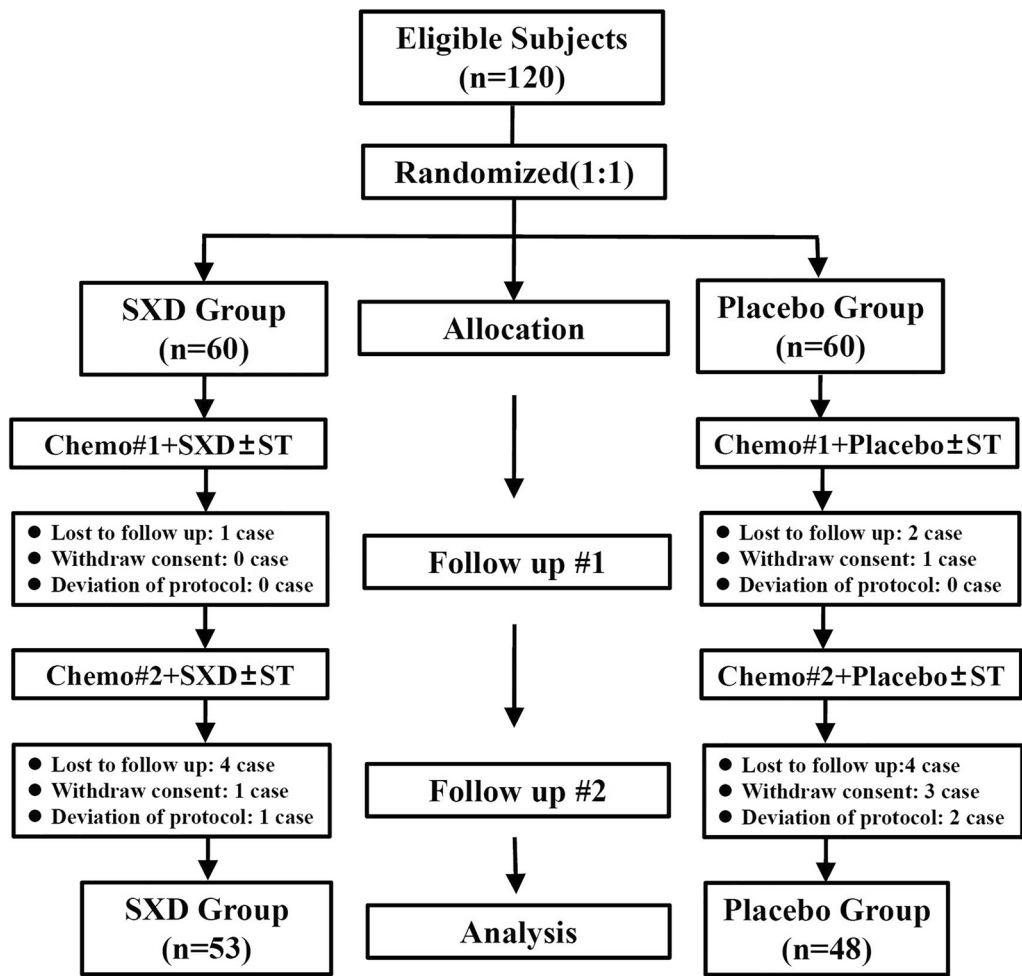 Eligible Subjects
(n=120)
Randomized(1:1)
SXD Group
(n=60)
Allocation
Placebo Group
(n=60)
Chemo#1+SXD±ST
Chemo#1+Placebo±ST
● Lost to follow up: 1 case
● Withdraw consent: 0 case
● Deviation of protocol: 0 case
Follow up #1
● Lost to follow up: 2 case
● Withdraw consent: 1 case
● Deviation of protocol: 0 case
Chemo#2+SXD±ST
Chemo#2+Placebo±ST
● Lost to follow up: 4 case
● Withdraw consent: 1 case
● Deviation of protocol: 1 case
Follow up #2
● Lost to follow up:4 case
● Withdraw consent: 3 case
● Deviation of protocol: 2 case
SXD Group
(n=53)
Analysis
Placebo Group
(n=48)